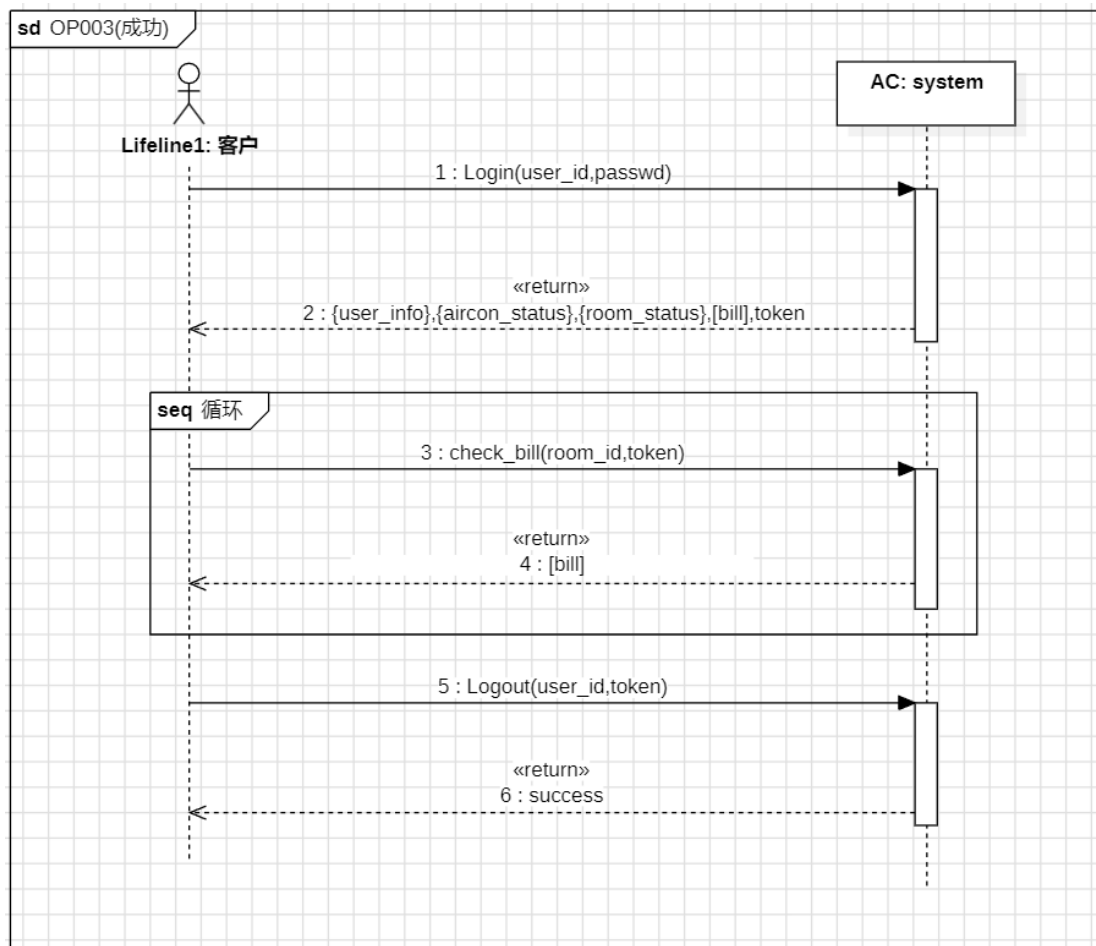 sd OP003(成功)
AC: system
Lifeline1: 客户
1 : Login(user_id,passwd)
«return»
2 : {user_info},{aircon_status},{room_status},[bill],token
seq 循环
3 : check_bill(room_id,token)
«return»
4 : [bill]
5 : Logout(user_id,token)
«return»
6 : success